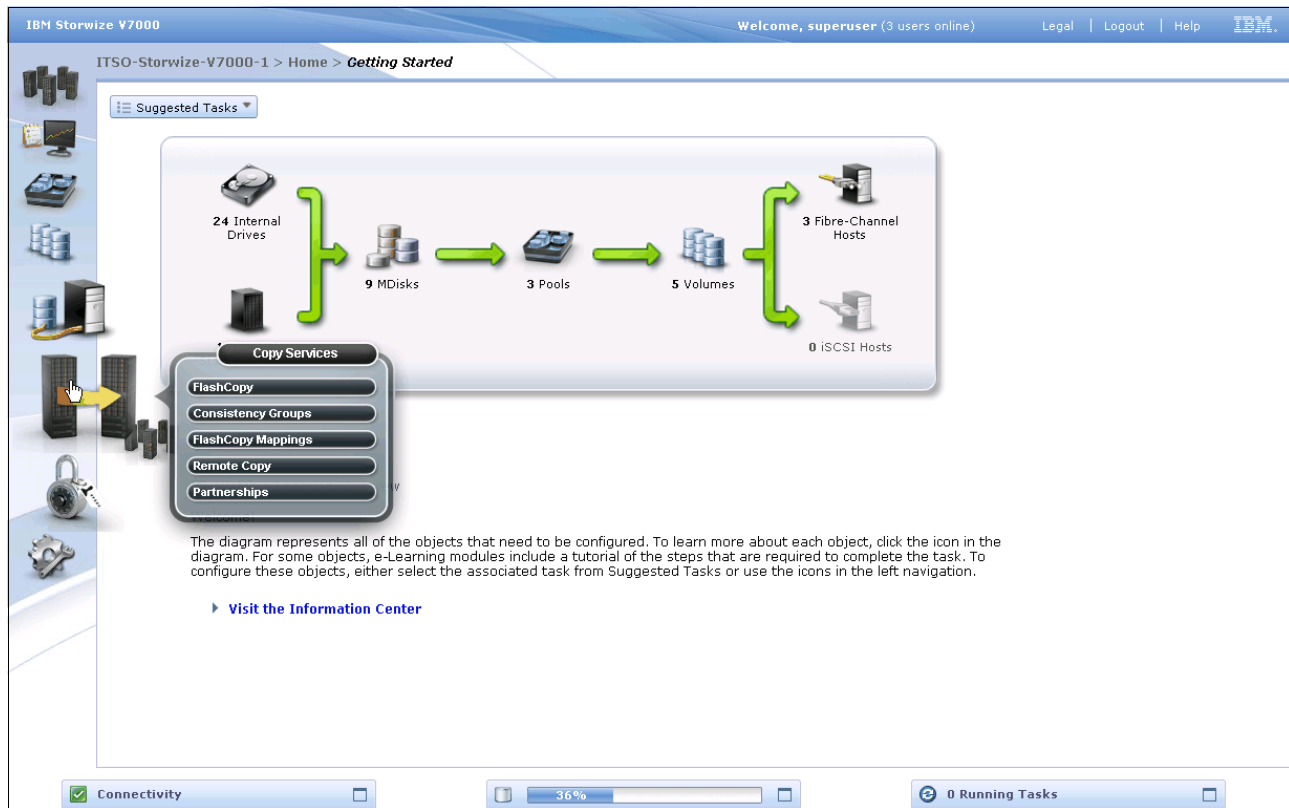 IBM Storwize V7000
Welcome, superuser (3 users online)
Legal | Logout | Help
IBM.
ITSO-Storwize-V7000-1 > Home > Getting Started
Suggested Tasks
24 Internal Drives
9 MDisks
3 Pools
5 Volumes
3 Fibre-Channel Hosts
0 iSCSI Hosts
Copy Services
FlashCopy
Consistency Groups
FlashCopy Mappings
Remote Copy
Partnerships
Welcome!
The diagram represents all of the objects that need to be configured. To learn more about each object, click the icon in the
diagram. For some objects, e-Learning modules include a tutorial of the steps that are required to complete the task. To
configure these objects, either select the associated task from Suggested Tasks or use the icons in the left navigation.
Visit the Information Center
Connectivity
36%
0 Running Tasks